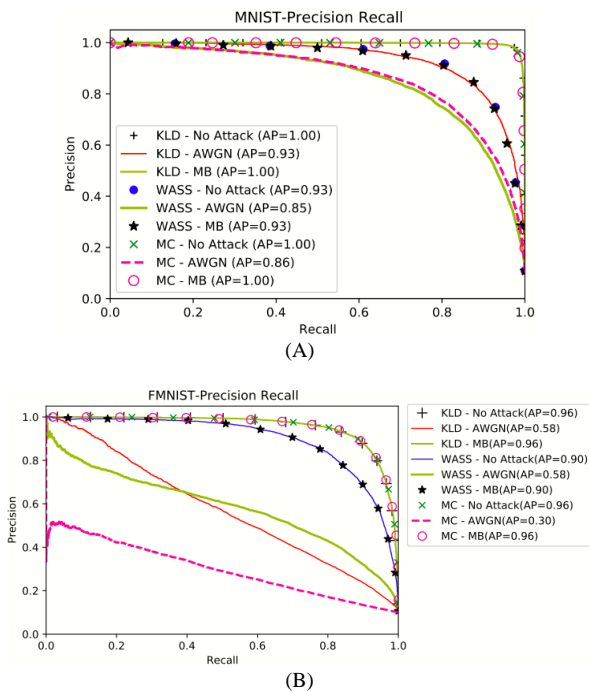 MNIST-Precision Recall
1.0
0.8
0.6
0.4
0.2
0.0
Precision
KLD - No Attack (AP=1.00)
KLD - AWGN (AP=0.93)
KLD - MB (AP=1.00)
WASS - No Attack (AP=0.93)
WASS - AWGN (AP=0.85)
WASS - MB (AP=0.93)
MC - No Attack (AP=1.00)
MC - AWGN (AP=0.86)
MC - MB (AP=1.00)
0.0 0.2 0.4 0.6 0.8 1.0
Recall
(A)
FMNIST-Precision Recall
1.0
0.8
0.6
0.4
0.2
0.0
Precision
KLD - No Attack(AP=0.96)
KLD - AWGN(AP=0.58)
KLD - MB(AP=0.96)
WASS - No Attack(AP=0.90)
WASS - AWGN(AP=0.58)
WASS - MB(AP=0.90)
MC - No Attack(AP=0.96)
MC - AWGN(AP=0.30)
MC - MB(AP=0.96)
0.0 0.2 0.4 0.6 0.8 1.0
Recall
(B)